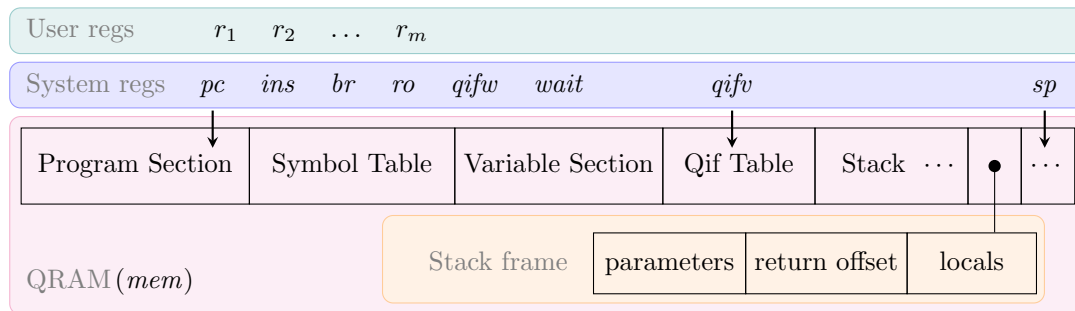 User regs r₁ r₂ … rₘ
System regs pc ins br ro qifw wait qifv sp
Program Section Symbol Table Variable Section Qif Table Stack ⋯ ⋯
Stack frame parameters return offset locals
QRAM (mem)